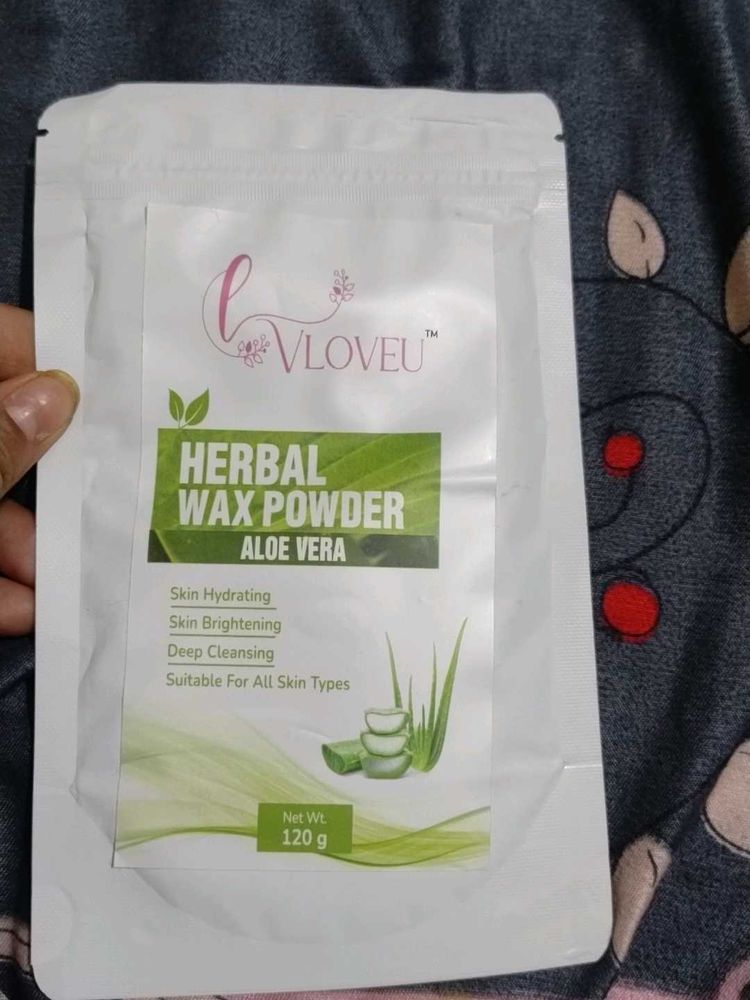 VLOVEU™
HERBAL
WAX POWDER
ALOE VERA
Skin Hydrating
Skin Brightening
Deep Cleansing
Suitable For All Skin Types
Net Wt.
120 g